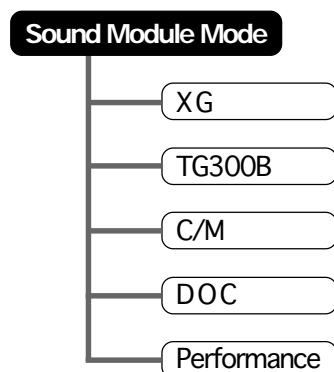 Sound Module Mode
XG
TG300B
C/M
DOC
Performance